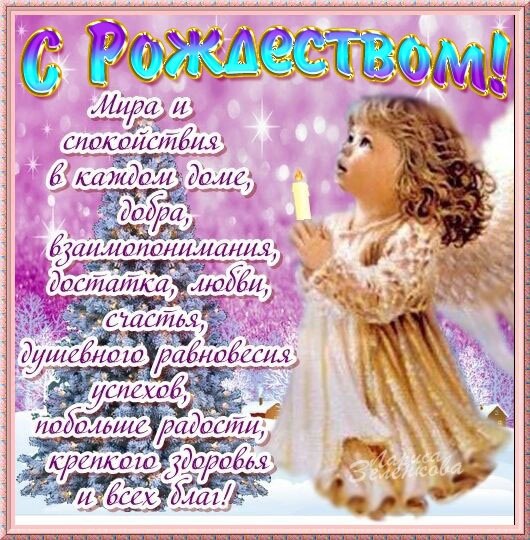 С Рождеством!
Мира и
спокойствия
в каждом доме,
добра,
взаимопонимания,
достатка, любви,
счастья,
душевного равновесия
успехов,
побольше радости,
крепкого здоровья
и всех благ!
Лариса
Зеленкова